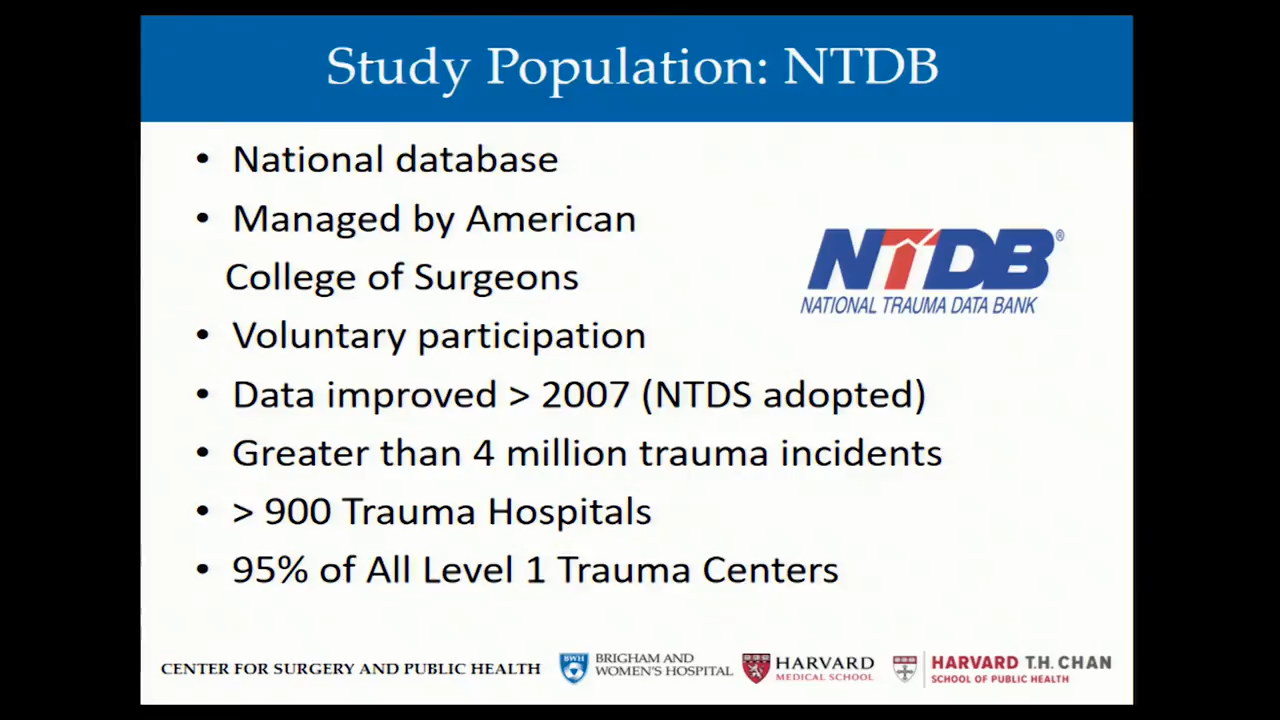 Study Population: NTDB
• National database
• Managed by American
College of Surgeons
• Voluntary participation
• Data improved > 2007 (NTDS adopted)
• Greater than 4 million trauma incidents
• > 900 Trauma Hospitals
• 95% of All Level 1 Trauma Centers
NTDB®
NATIONAL TRAUMA DATA BANK
CENTER FOR SURGERY AND PUBLIC HEALTH
BWH
BRIGHAM AND
WOMEN'S HOSPITAL
HARVARD
MEDICAL SCHOOL
HARVARD T.H. CHAN
SCHOOL OF PUBLIC HEALTH